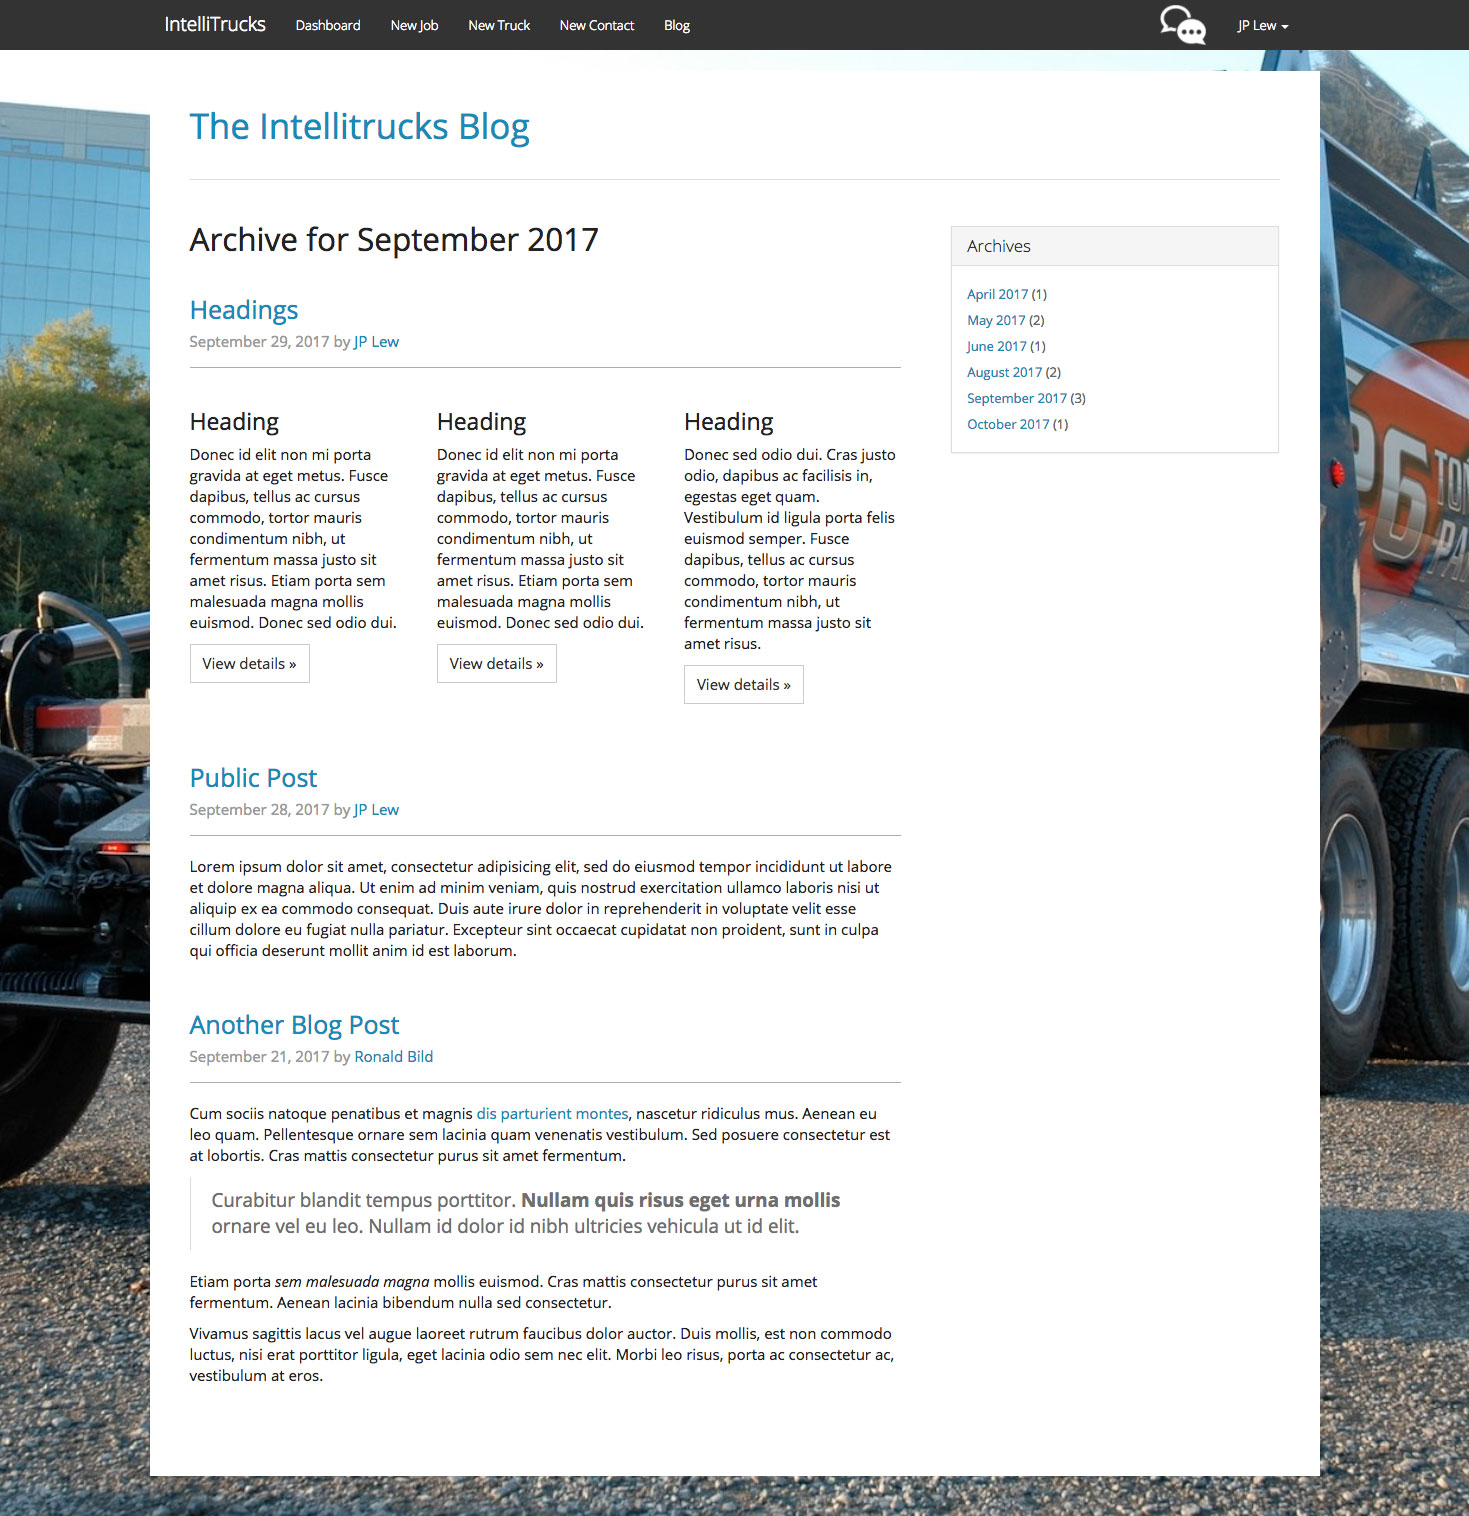 IntelliTrucks Dashboard New Job New Truck New Contact Blog JP Lew
The Intellitrucks Blog
Archive for September 2017
Headings
September 29, 2017 by JP Lew
Heading
Donec id elit non mi porta
gravida at eget metus. Fusce
dapibus, tellus ac cursus
commodo, tortor mauris
condimentum nibh, ut
fermentum massa justo sit
amet risus. Etiam porta sem
malesuada magna mollis
euismod. Donec sed odio dui.
View details »
Heading
Donec id elit non mi porta
gravida at eget metus. Fusce
dapibus, tellus ac cursus
commodo, tortor mauris
condimentum nibh, ut
fermentum massa justo sit
amet risus. Etiam porta sem
malesuada magna mollis
euismod. Donec sed odio dui.
View details »
Heading
Donec sed odio dui. Cras justo
odio, dapibus ac facilisis in,
egestas eget quam.
Vestibulum id ligula porta felis
euismod semper. Fusce
dapibus, tellus ac cursus
commodo, tortor mauris
condimentum nibh, ut
fermentum massa justo sit
amet risus.
View details »
Public Post
September 28, 2017 by JP Lew
Lorem ipsum dolor sit amet, consectetur adipisicing elit, sed do eiusmod tempor incididunt ut labore
et dolore magna aliqua. Ut enim ad minim veniam, quis nostrud exercitation ullamco laboris nisi ut
aliquip ex ea commodo consequat. Duis aute irure dolor in reprehenderit in voluptate velit esse
cillum dolore eu fugiat nulla pariatur. Excepteur sint occaecat cupidatat non proident, sunt in culpa
qui officia deserunt mollit anim id est laborum.
Another Blog Post
September 21, 2017 by Ronald Bild
Cum sociis natoque penatibus et magnis dis parturient montes, nascetur ridiculus mus. Aenean eu
leo quam. Pellentesque ornare sem lacinia quam venenatis vestibulum. Sed posuere consectetur est
at lobortis. Cras mattis consectetur purus sit amet fermentum.
Curabitur blandit tempus porttitor. Nullam quis risus eget urna mollis
ornare vel eu leo. Nullam id dolor id nibh ultricies vehicula ut id elit.
Etiam porta sem malesuada magna mollis euismod. Cras mattis consectetur purus sit amet
fermentum. Aenean lacinia bibendum nulla sed consectetur.
Vivamus sagittis lacus vel augue laoreet rutrum faucibus dolor auctor. Duis mollis, est non commodo
luctus, nisi erat porttitor ligula, eget lacinia odio sem nec elit. Morbi leo risus, porta ac consectetur ac,
vestibulum at eros.
Archives
April 2017 (1)
May 2017 (2)
June 2017 (1)
August 2017 (2)
September 2017 (3)
October 2017 (1)